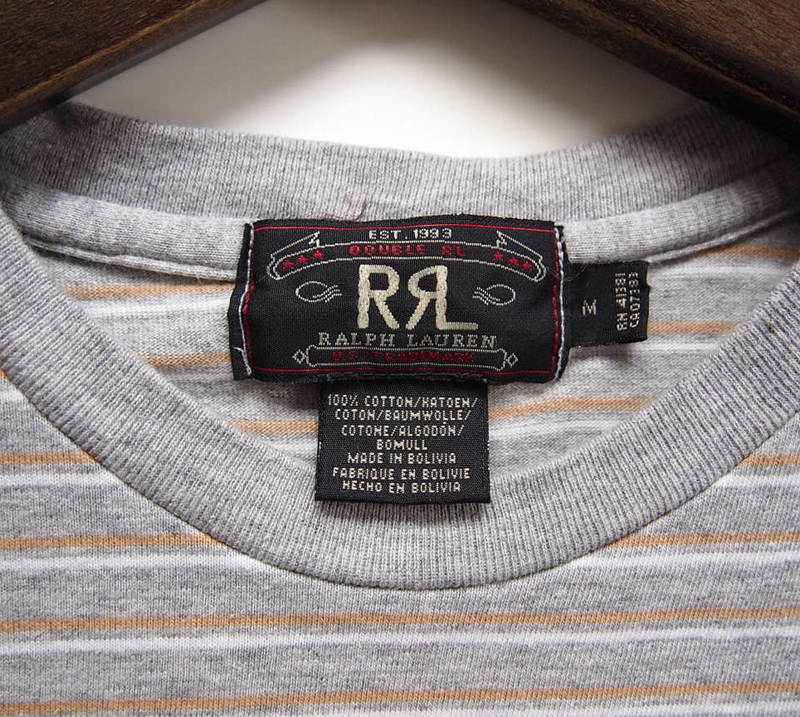 EST. 1993
DOUBLE RL
RRL
RALPH LAUREN
U.S. TRADEMARK
M
RN 41381
CA07383
100% COTTON/KATOEN/
COTON/BAUMWOLLE/
COTONE/ALGODÓN/
BOMULL
MADE IN BOLIVIA
FABRIQUE EN BOLIVIE
HECHO EN BOLIVIA